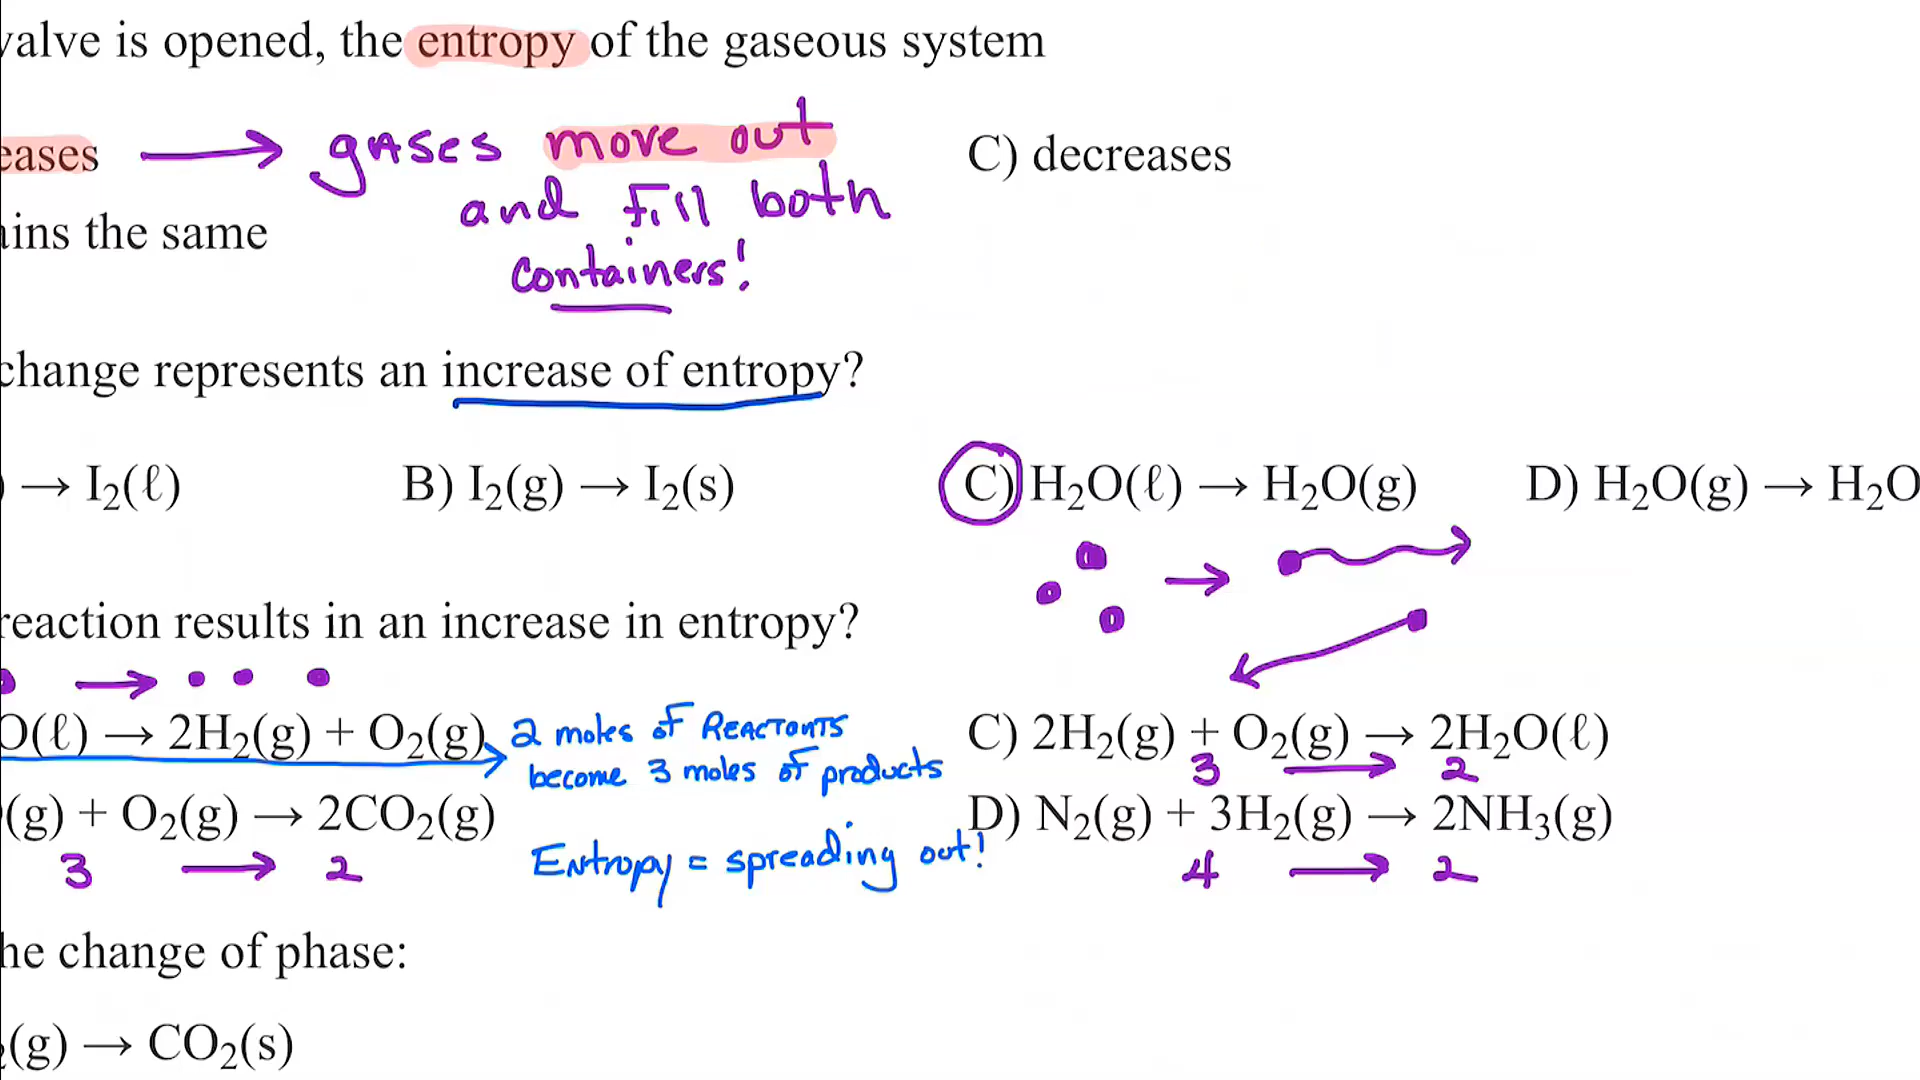 valve is opened, the entropy of the gaseous system
eases → gases move out C) decreases
and fill both
ains the same
containers!
change represents an increase of entropy?
) → I₂(ℓ) B) I₂(g) → I₂(s) C) H₂O(ℓ) → H₂O(g) D) H₂O(g) → H₂O
reaction results in an increase in entropy?
O(ℓ) → 2H₂(g) + O₂(g) 2 moles of REACTANTS C) 2H₂(g) + O₂(g) → 2H₂O(ℓ)
become 3 moles of products 3 → 2
(g) + O₂(g) → 2CO₂(g) D) N₂(g) + 3H₂(g) → 2NH₃(g)
3 → 2 Entropy = spreading out! 4 → 2
he change of phase:
(g) → CO₂(s)